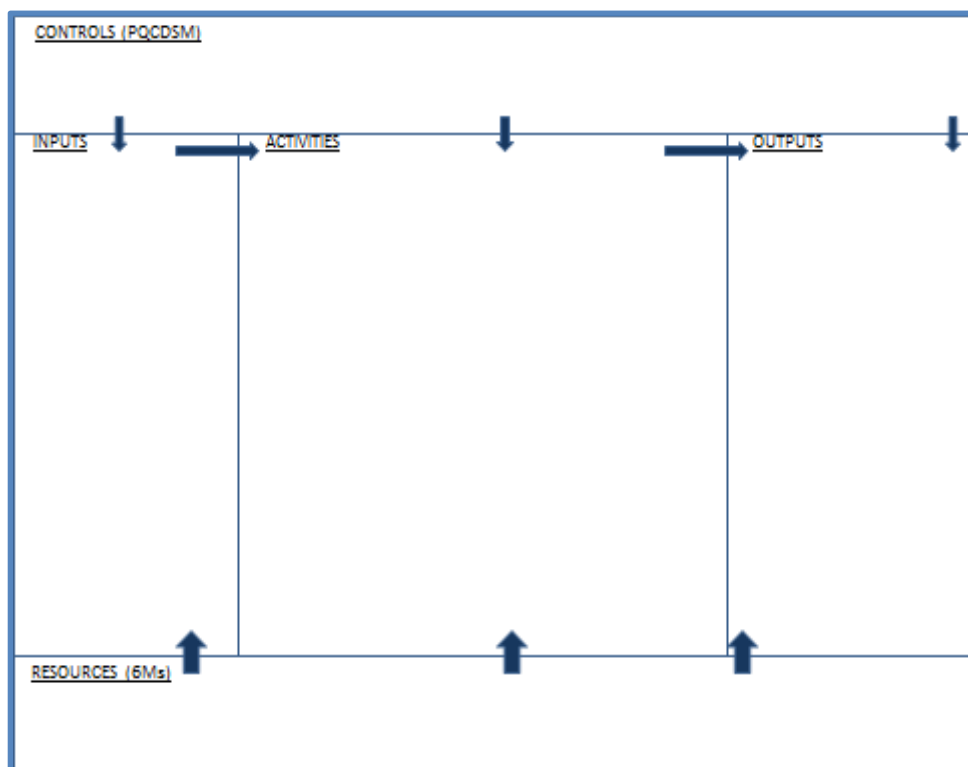 CONTROLS (PQCDSM)
INPUTS
ACTIVITIES
OUTPUTS
RESOURCES (6Ms)